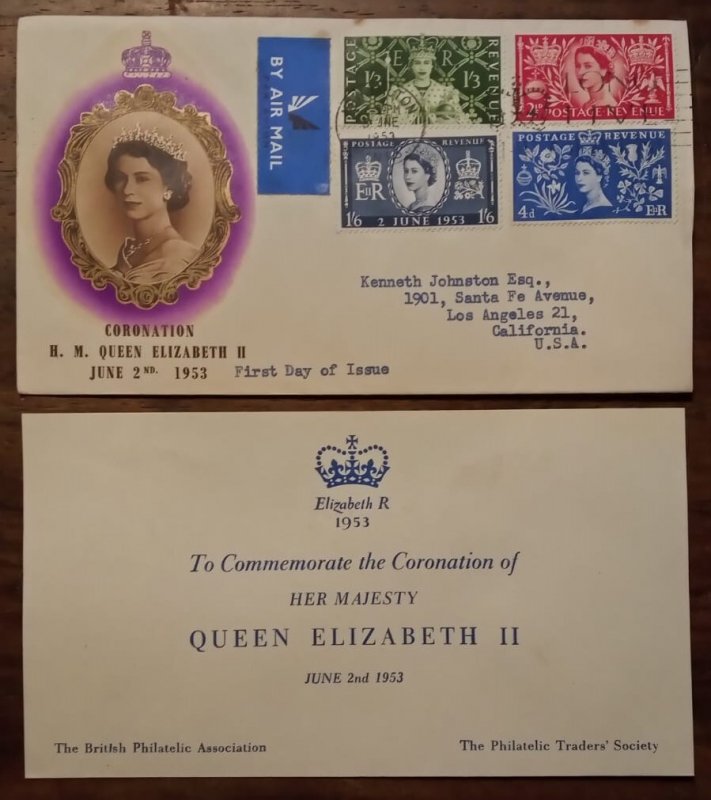 CORONATION
H. M. QUEEN ELIZABETH II
JUNE 2ND. 1953
First Day of Issue
BY AIR MAIL
POSTAGE REVENUE
E R
1/3 1/3
2½D POSTAGE REVENUE
POSTAGE REVENUE
EIIR
1/6 2 JUNE 1953 1/6
POSTAGE REVENUE
4d EIIR
1953
Kenneth Johnston Esq.,
1901, Santa Fe Avenue,
Los Angeles 21,
California.
U.S.A.
Elizabeth R
1953
To Commemorate the Coronation of
HER MAJESTY
QUEEN ELIZABETH II
JUNE 2nd 1953
The British Philatelic Association
The Philatelic Traders' Society